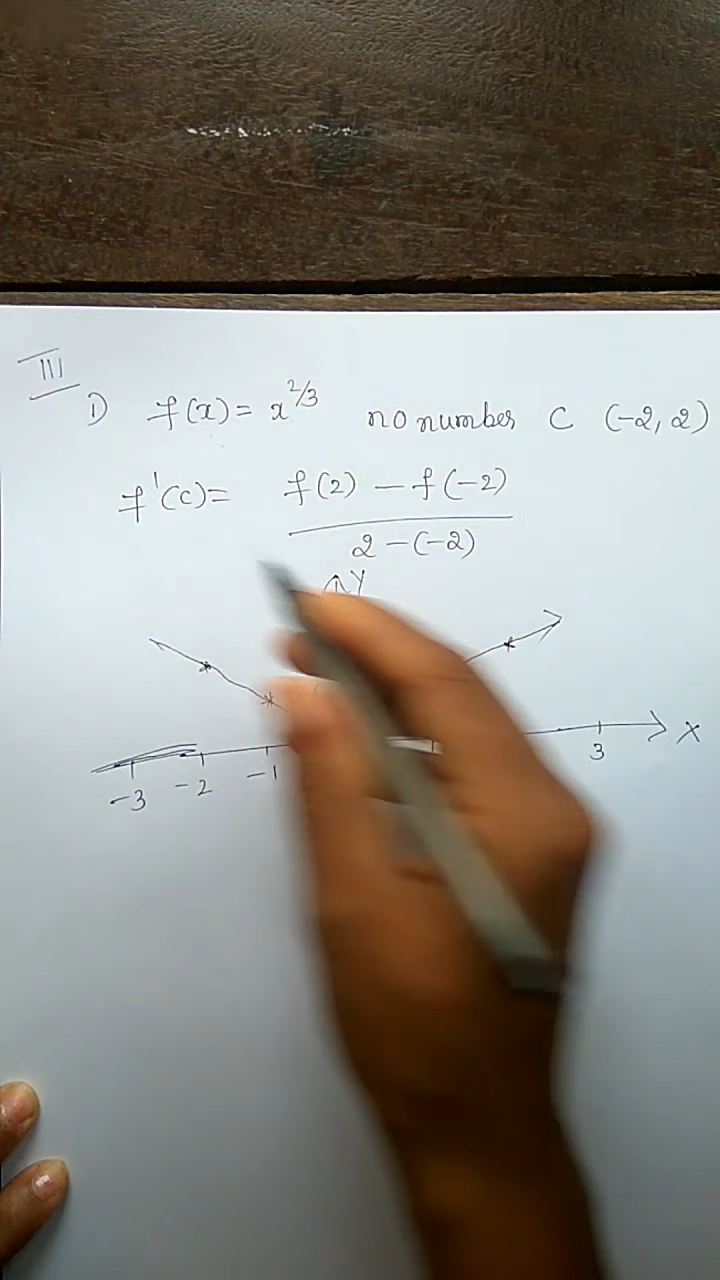 III
1) f(x) = x^2/3 no number C (-2, 2)
f'(c) = f(2) - f(-2)
2 - (-2)
Y
X
-3 -2 -1 3